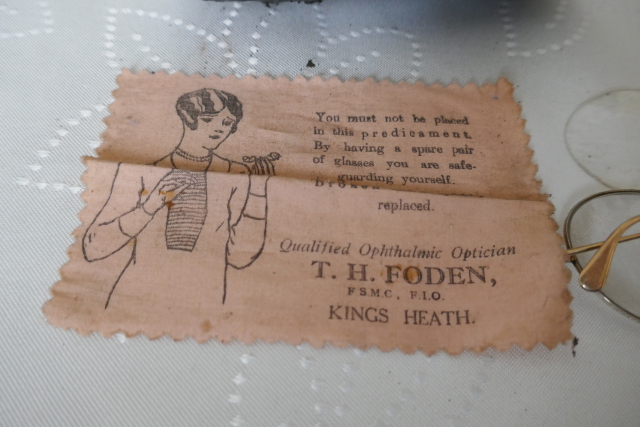 You must not be placed
in this predicament.
By having a spare pair
of glasses you are safe-
guarding yourself.
replaced.
Qualified Ophthalmic Optician
T. H. FODEN,
F S M C , F. I. O.
KINGS HEATH.